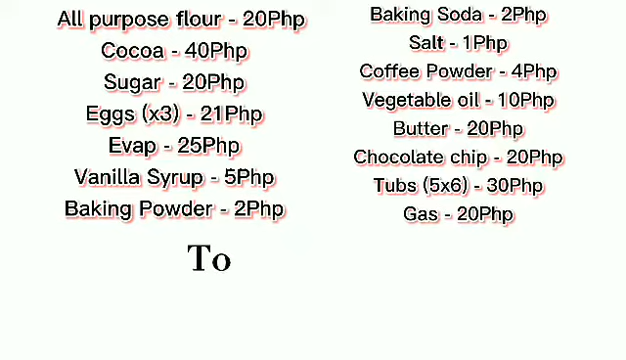 All purpose flour - 20Php
Cocoa - 40Php
Sugar - 20Php
Eggs (x3) - 21Php
Evap - 25Php
Vanilla Syrup - 5Php
Baking Powder - 2Php
Baking Soda - 2Php
Salt - 1Php
Coffee Powder - 4Php
Vegetable oil - 10Php
Butter - 20Php
Chocolate chip - 20Php
Tubs (5x6) - 30Php
Gas - 20Php
To